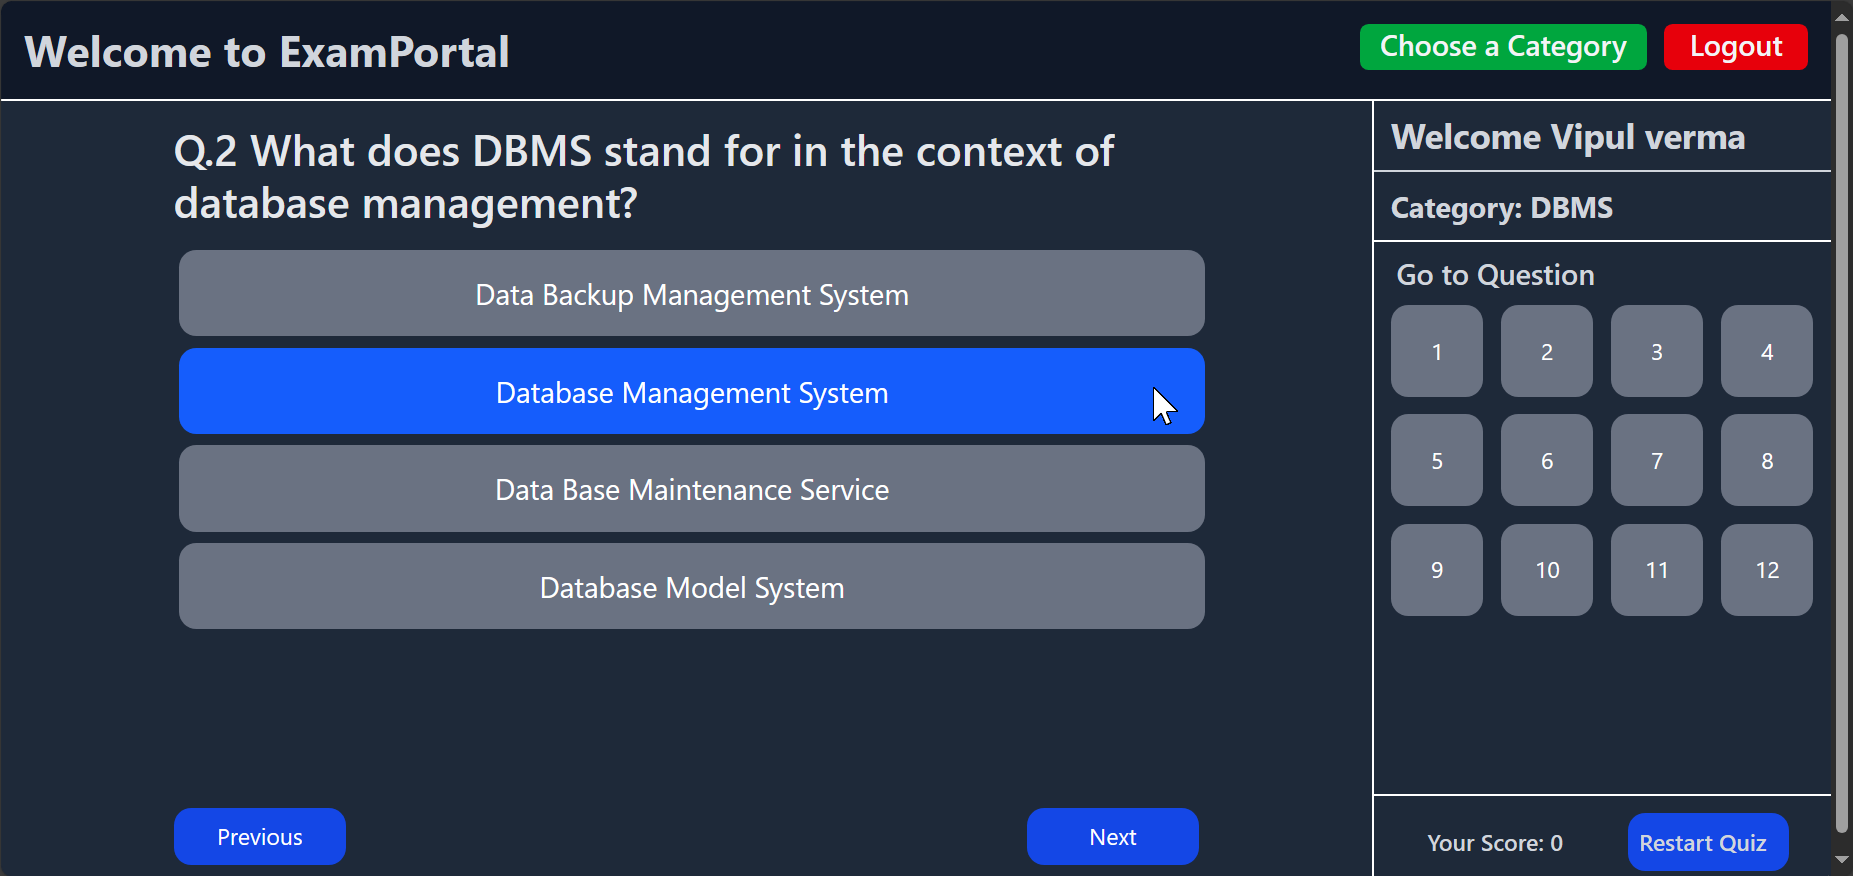 Welcome to ExamPortal
Choose a Category
Logout
Q.2 What does DBMS stand for in the context of
database management?
Data Backup Management System
Database Management System
Data Base Maintenance Service
Database Model System
Previous
Next
Welcome Vipul verma
Category: DBMS
Go to Question
1 2 3 4
5 6 7 8
9 10 11 12
Your Score: 0
Restart Quiz